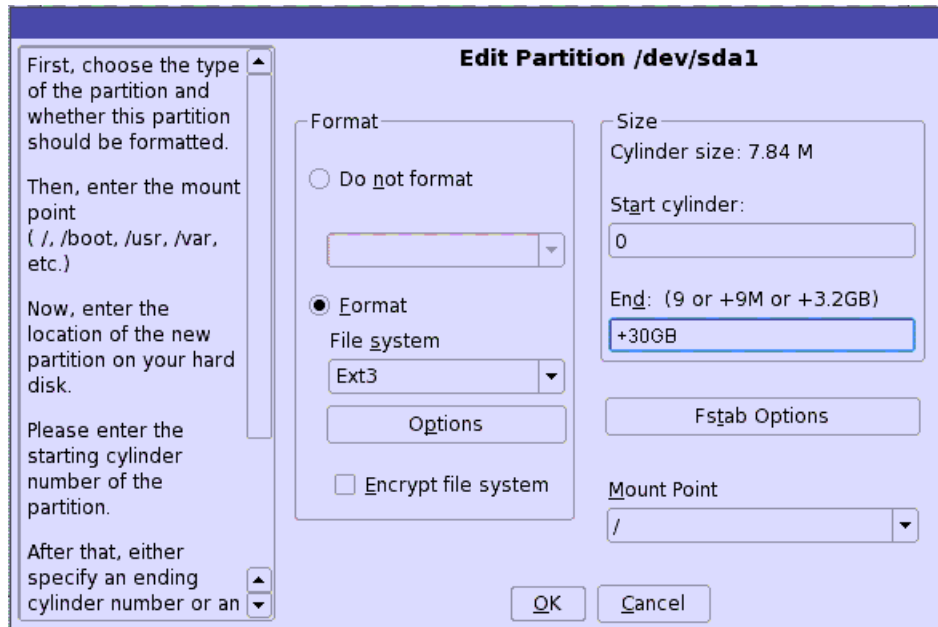 Edit Partition /dev/sda1
First, choose the type
of the partition and
whether this partition
should be formatted.
Then, enter the mount
point
( /, /boot, /usr, /var,
etc.)
Now, enter the
location of the new
partition on your hard
disk.
Please enter the
starting cylinder
number of the
partition.
After that, either
specify an ending
cylinder number or an
Format
Do not format
Format
File system
Ext3
Options
Encrypt file system
Size
Cylinder size: 7.84 M
Start cylinder:
0
End: (9 or +9M or +3.2GB)
+30GB
Fstab Options
Mount Point
/
OK
Cancel